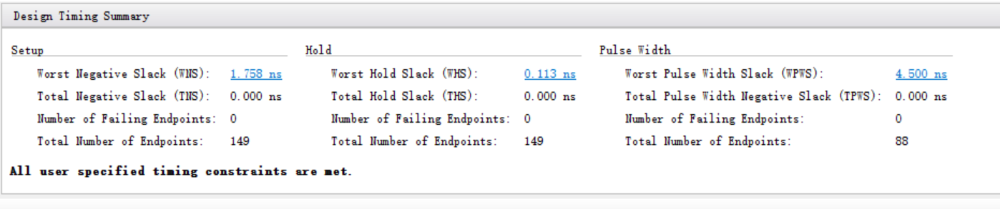 Design Timing Summary
Setup Hold Pulse Width
Worst Negative Slack (WNS): 1.758 ns Worst Hold Slack (WHS): 0.113 ns Worst Pulse Width Slack (WPWS): 4.500 ns
Total Negative Slack (TNS): 0.000 ns Total Hold Slack (THS): 0.000 ns Total Pulse Width Negative Slack (TPWS): 0.000 ns
Number of Failing Endpoints: 0 Number of Failing Endpoints: 0 Number of Failing Endpoints: 0
Total Number of Endpoints: 149 Total Number of Endpoints: 149 Total Number of Endpoints: 88
All user specified timing constraints are met.